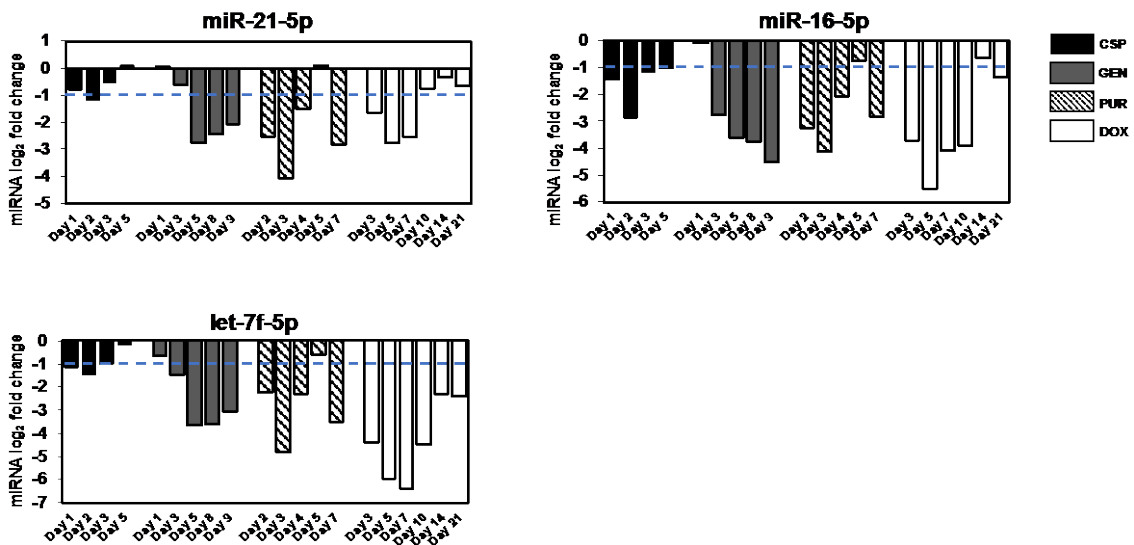 miR-21-5p
miRNA log₂ fold change
1
0
-1
-2
-3
-4
-5
Day 1
Day 2
Day 3
Day 5
Day 1
Day 3
Day 5
Day 8
Day 9
Day 2
Day 3
Day 4
Day 5
Day 7
Day 3
Day 5
Day 7
Day 10
Day 14
Day 21
miR-16-5p
miRNA log₂ fold change
0
-1
-2
-3
-4
-5
-6
Day 1
Day 2
Day 3
Day 5
Day 1
Day 3
Day 5
Day 8
Day 9
Day 2
Day 3
Day 4
Day 5
Day 7
Day 3
Day 5
Day 7
Day 10
Day 14
Day 21
CSP
GEN
PUR
DOX
let-7f-5p
miRNA log₂ fold change
0
-1
-2
-3
-4
-5
-6
-7
Day 1
Day 2
Day 3
Day 5
Day 1
Day 3
Day 5
Day 8
Day 9
Day 2
Day 3
Day 4
Day 5
Day 7
Day 3
Day 5
Day 7
Day 10
Day 14
Day 21